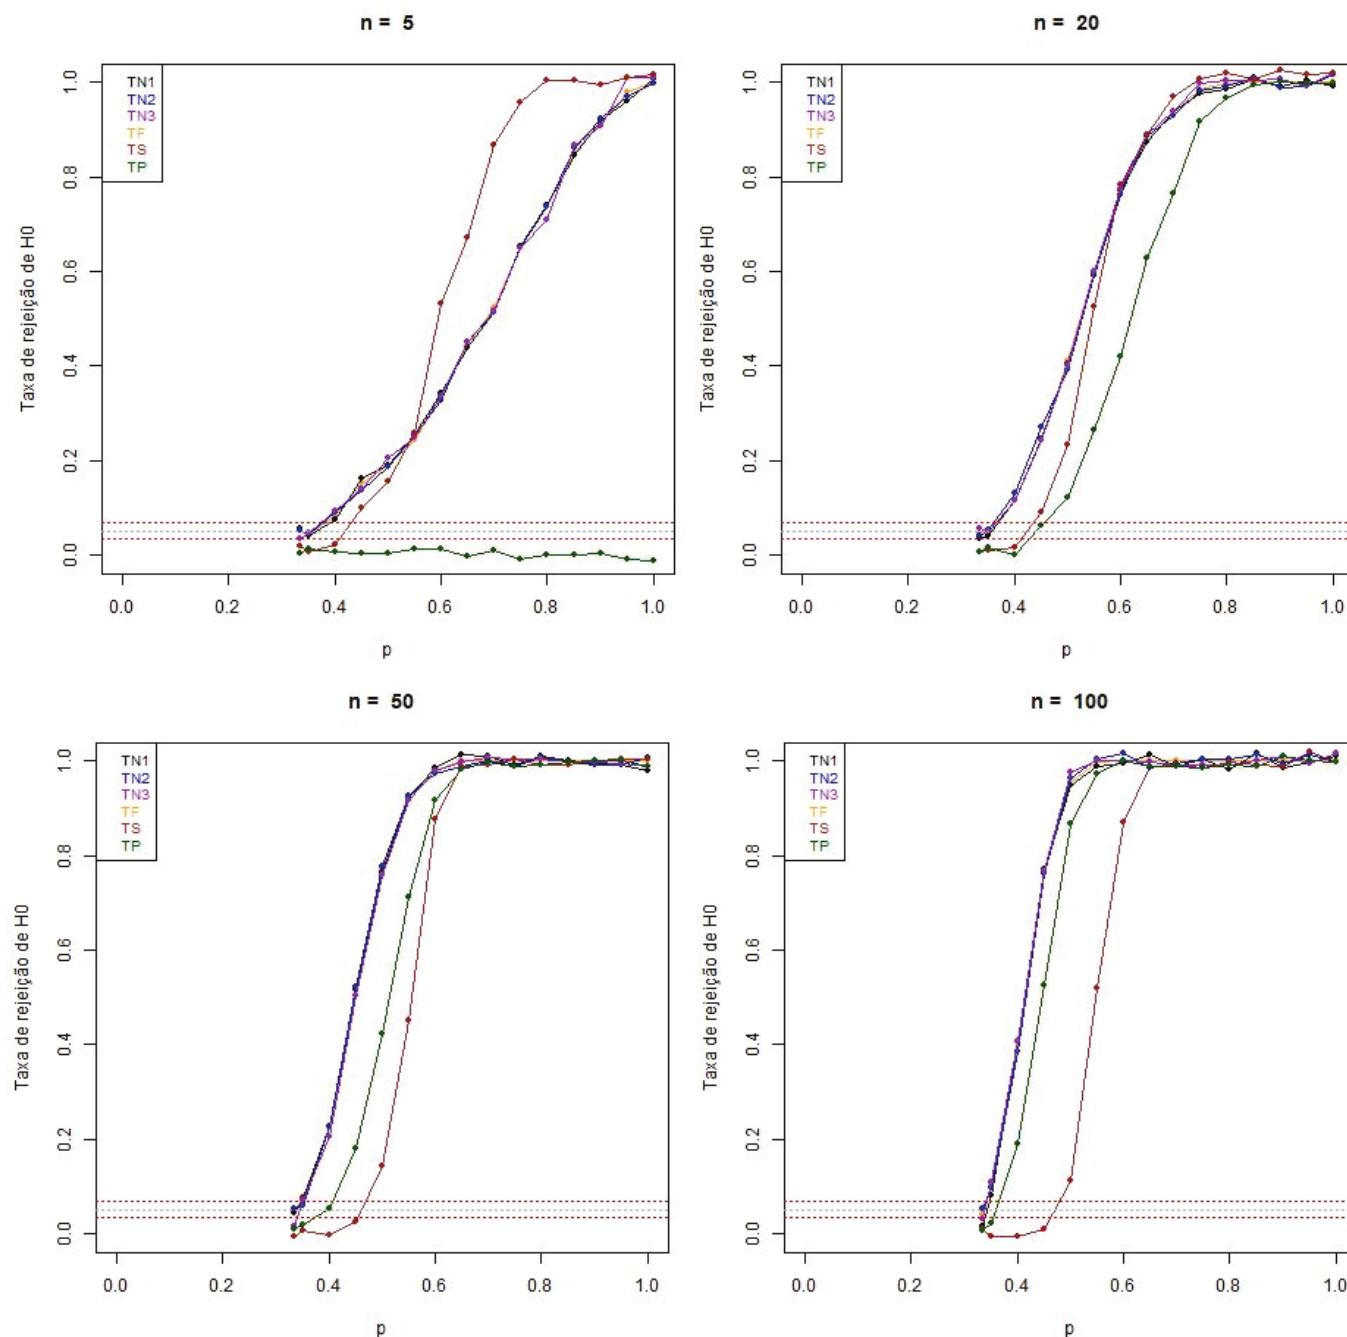 n = 5
TN1
TN2
TN3
TF
TS
TP
Taxa de rejeição de H0
1.0
0.8
0.6
0.4
0.2
0.0
0.0 0.2 0.4 0.6 0.8 1.0
p
n = 20
TN1
TN2
TN3
TF
TS
TP
Taxa de rejeição de H0
1.0
0.8
0.6
0.4
0.2
0.0
0.0 0.2 0.4 0.6 0.8 1.0
p
n = 50
TN1
TN2
TN3
TF
TS
TP
Taxa de rejeição de H0
1.0
0.8
0.6
0.4
0.2
0.0
0.0 0.2 0.4 0.6 0.8 1.0
p
n = 100
TN1
TN2
TN3
TF
TS
TP
Taxa de rejeição de H0
1.0
0.8
0.6
0.4
0.2
0.0
0.0 0.2 0.4 0.6 0.8 1.0
p